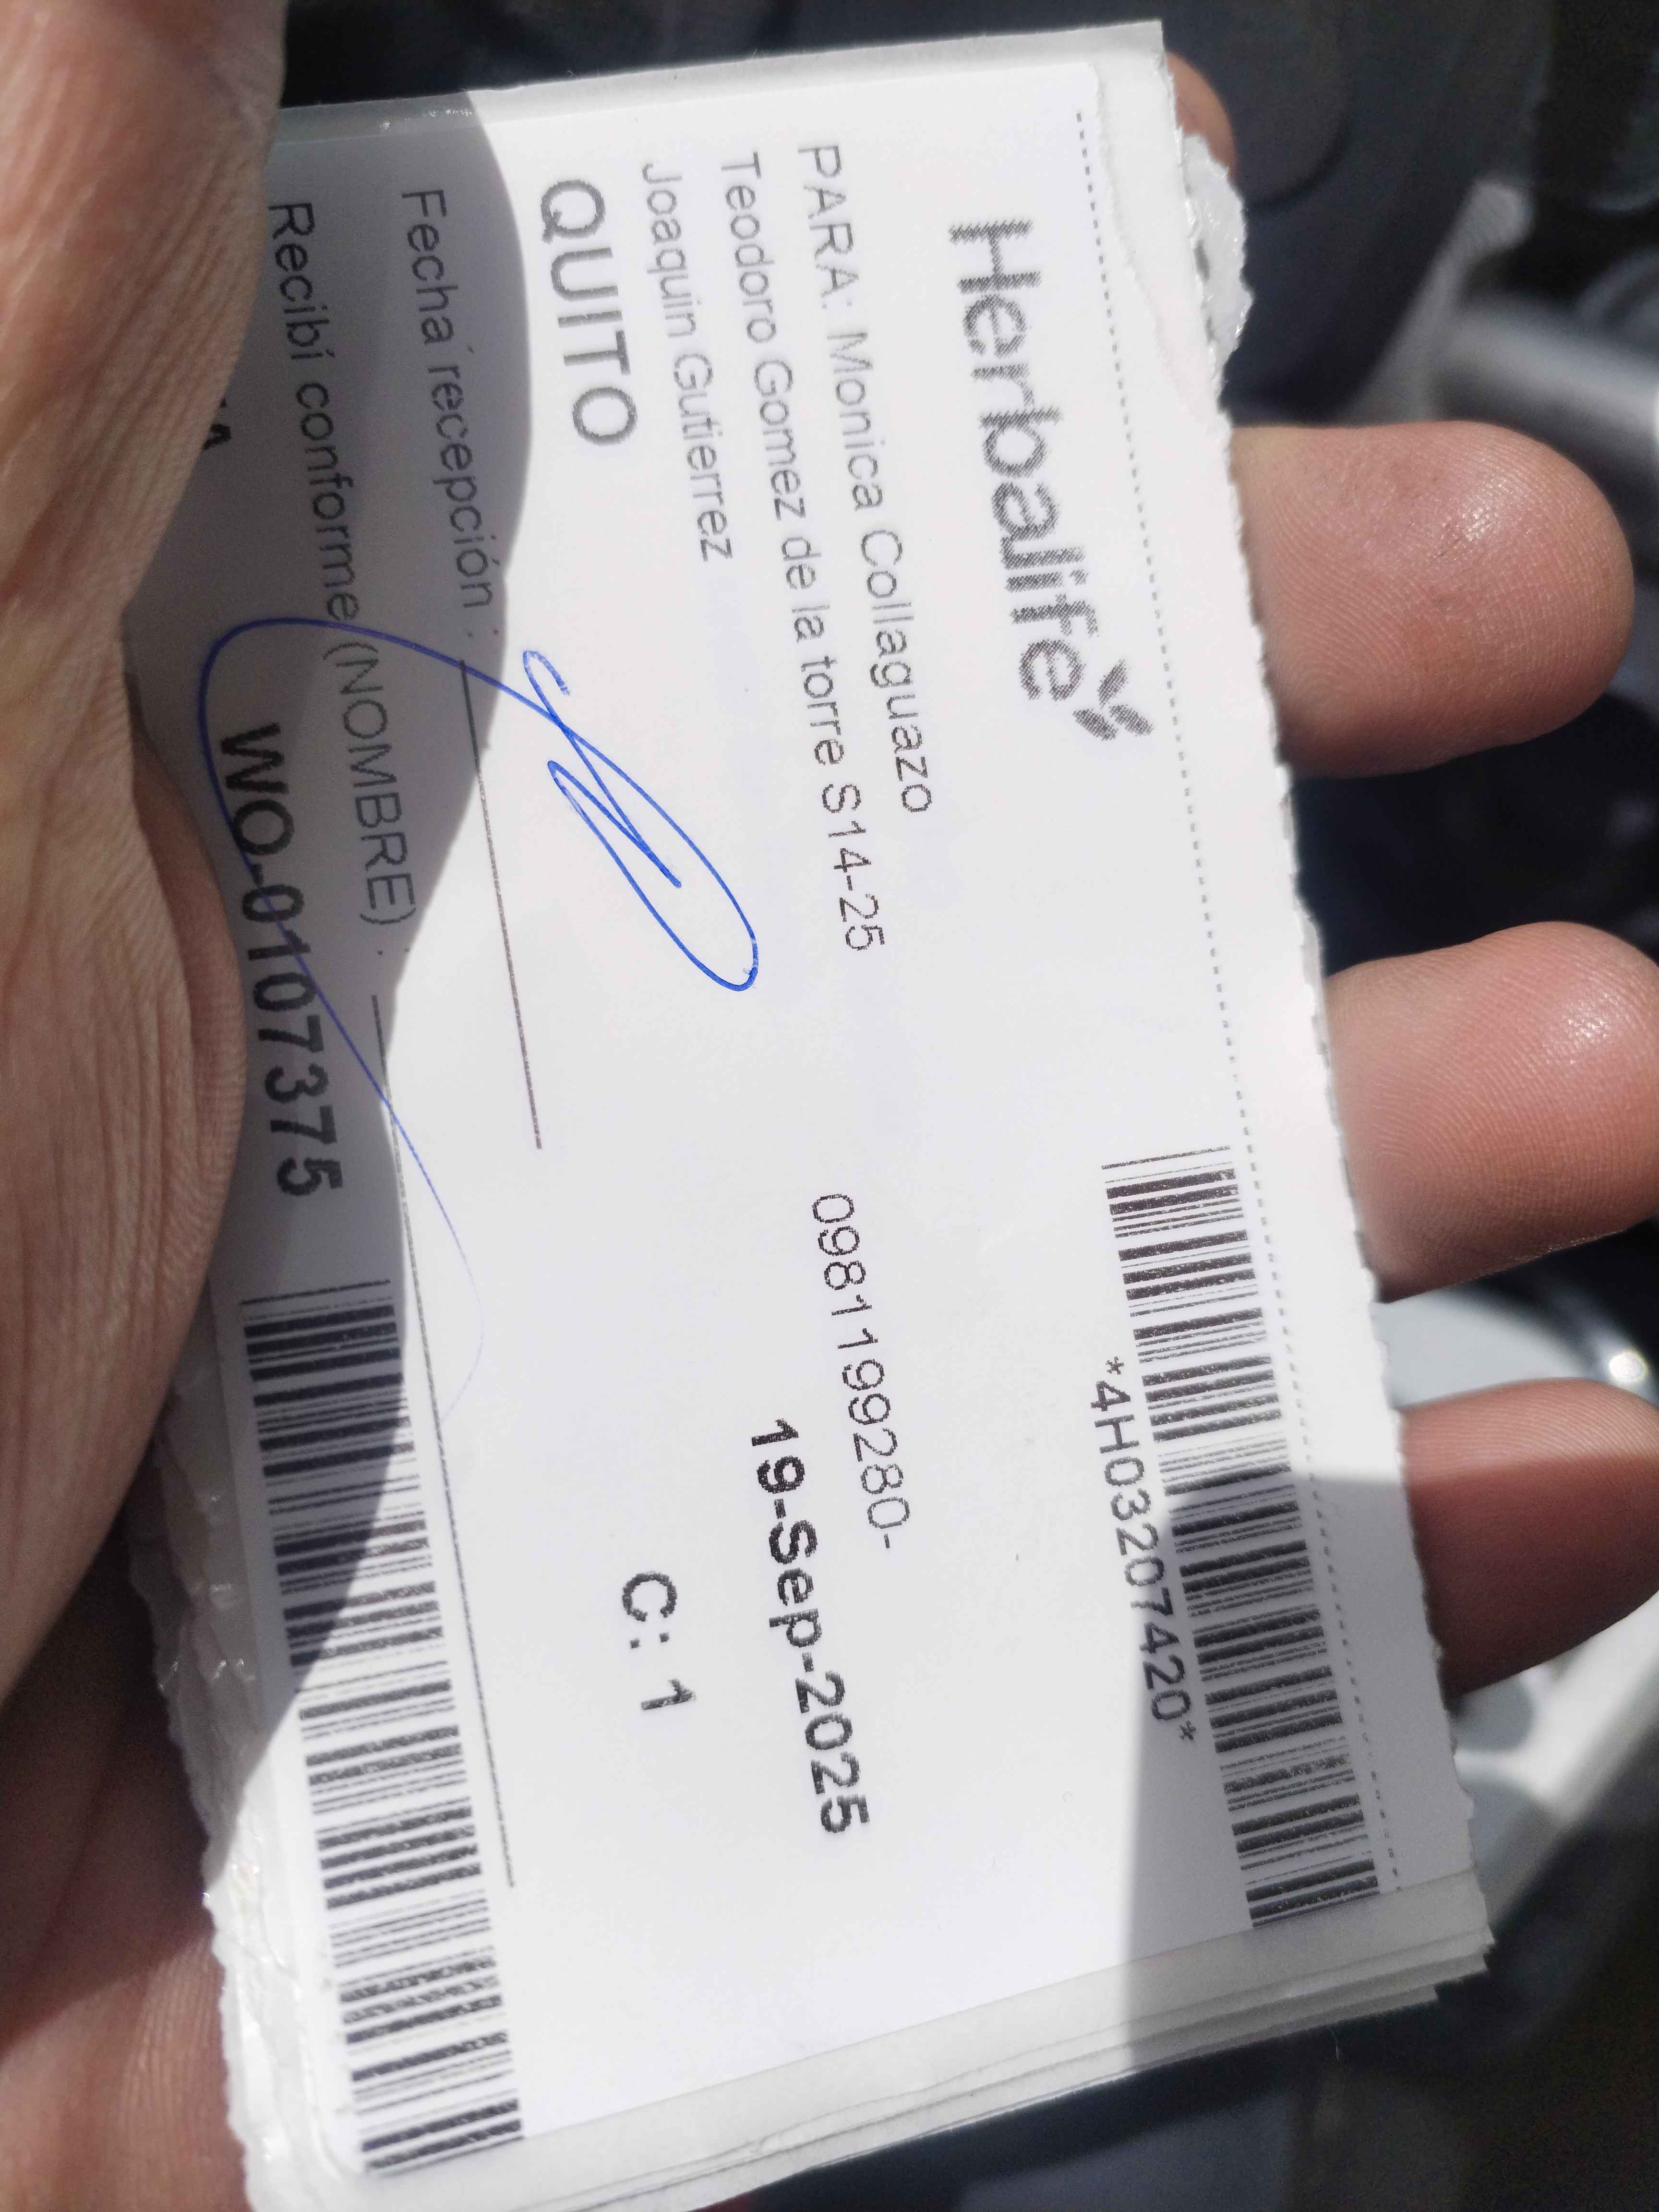 Herbalife
*4H03207420*
PARA: Monica Collaguazo
Teodoro Gomez de la torre S14-25
0981199280-
Joaquin Gutierrez
19-Sep-2025
QUITO
C: 1
Fecha recepción :
Recibí conforme (NOMBRE) :
WO-0107375